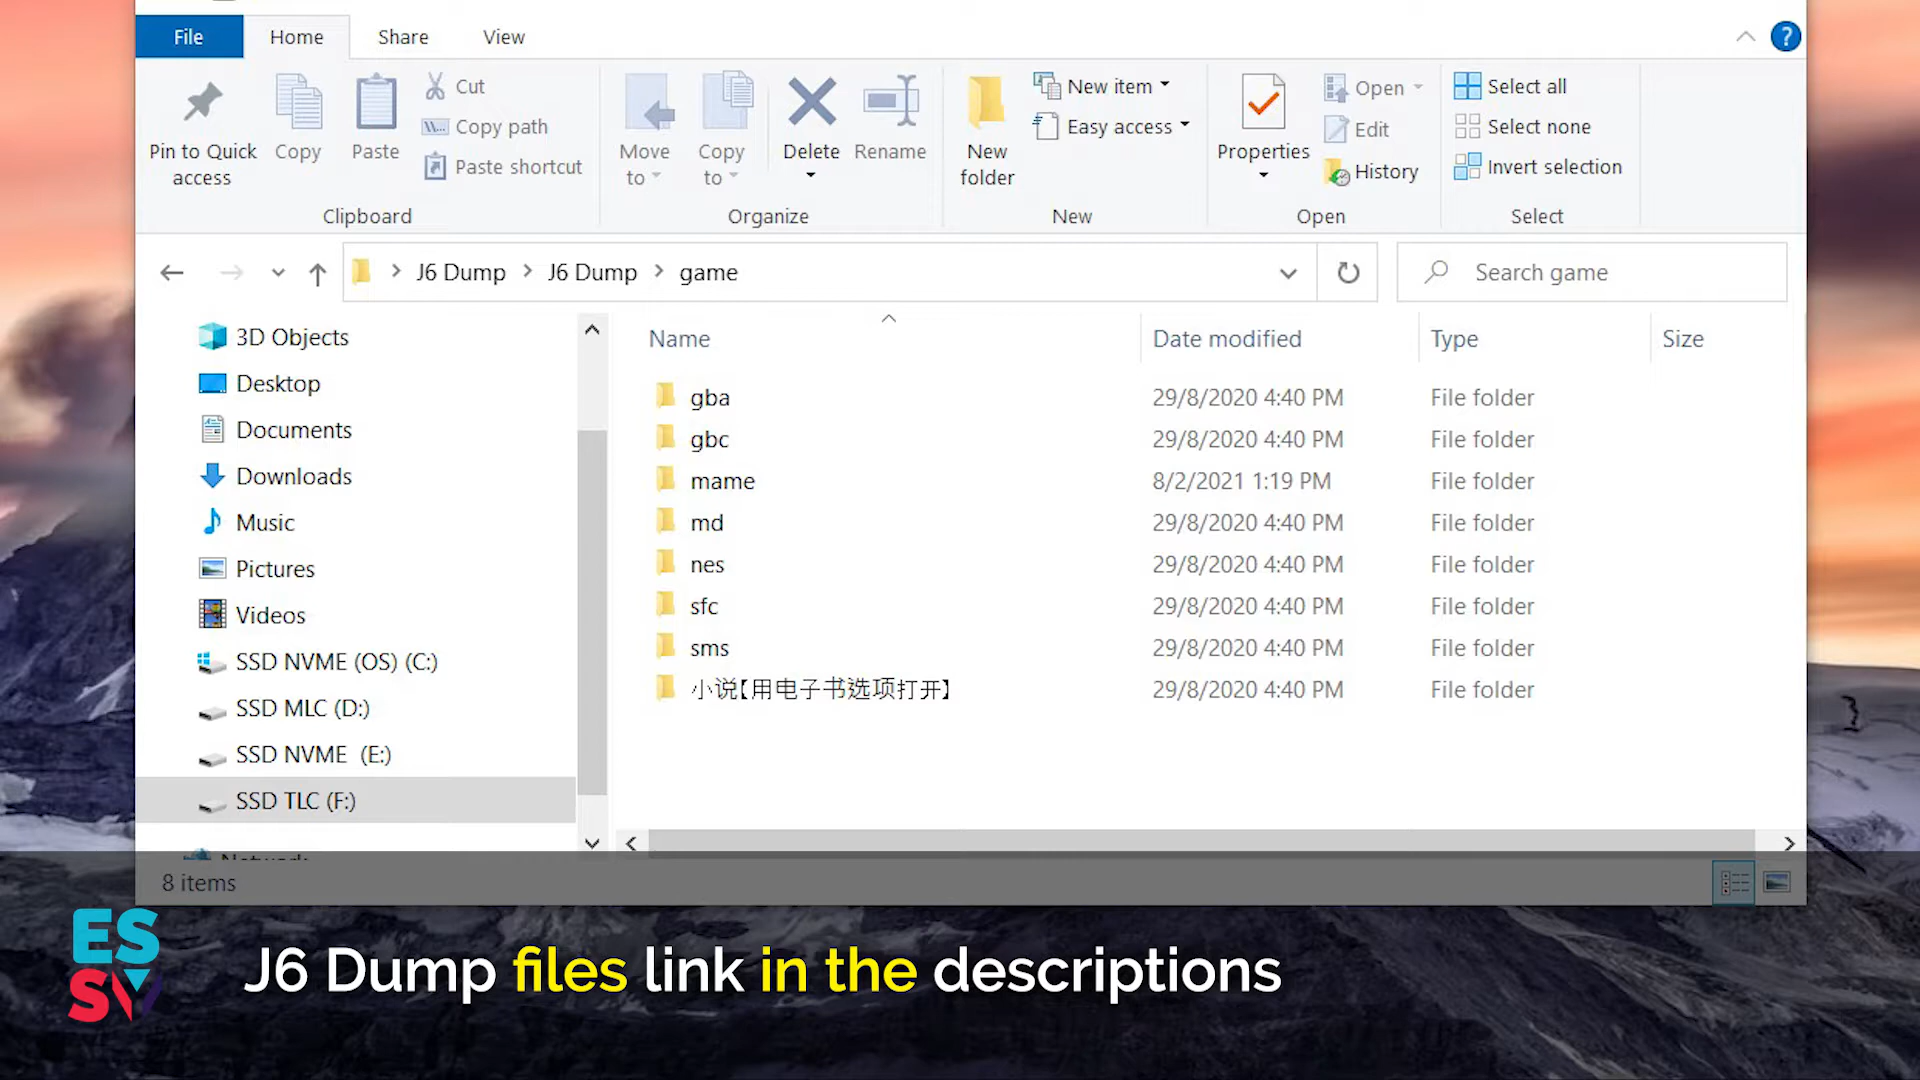 File Home Share View
Pin to Quick access
Copy
Paste
Cut
Copy path
Paste shortcut
Clipboard
Move to
Copy to
Delete
Rename
Organize
New folder
New item
Easy access
New
Properties
Open
Edit
History
Open
Select all
Select none
Invert selection
Select
J6 Dump > J6 Dump > game
Search game
3D Objects
Desktop
Documents
Downloads
Music
Pictures
Videos
SSD NVME (OS) (C:)
SSD MLC (D:)
SSD NVME (E:)
SSD TLC (F:)
Network
Name Date modified Type Size
gba 29/8/2020 4:40 PM File folder
gbc 29/8/2020 4:40 PM File folder
mame 8/2/2021 1:19 PM File folder
md 29/8/2020 4:40 PM File folder
nes 29/8/2020 4:40 PM File folder
sfc 29/8/2020 4:40 PM File folder
sms 29/8/2020 4:40 PM File folder
小说【用电子书选项打开】 29/8/2020 4:40 PM File folder
8 items
ES
SV
J6 Dump files link in the descriptions